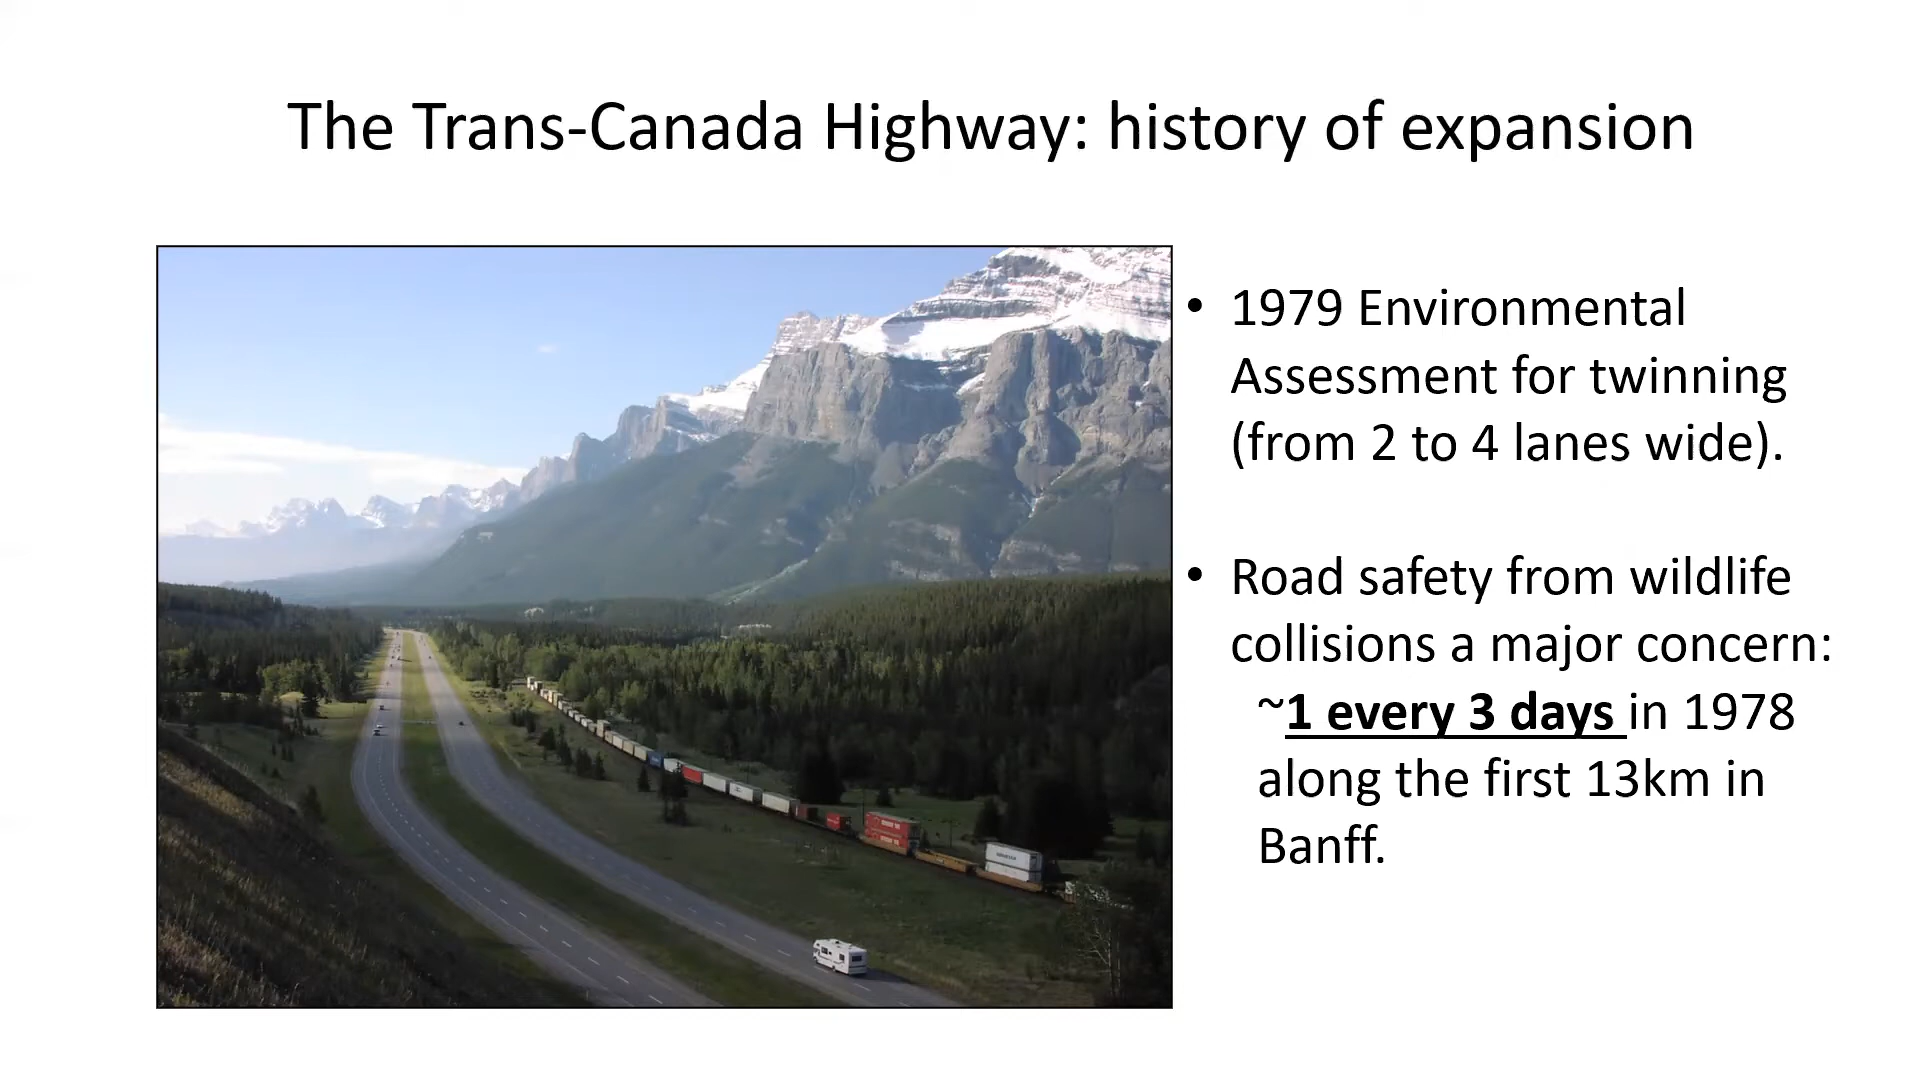 The Trans-Canada Highway: history of expansion
• 1979 Environmental
Assessment for twinning
(from 2 to 4 lanes wide).
• Road safety from wildlife
collisions a major concern:
~1 every 3 days in 1978
along the first 13km in
Banff.